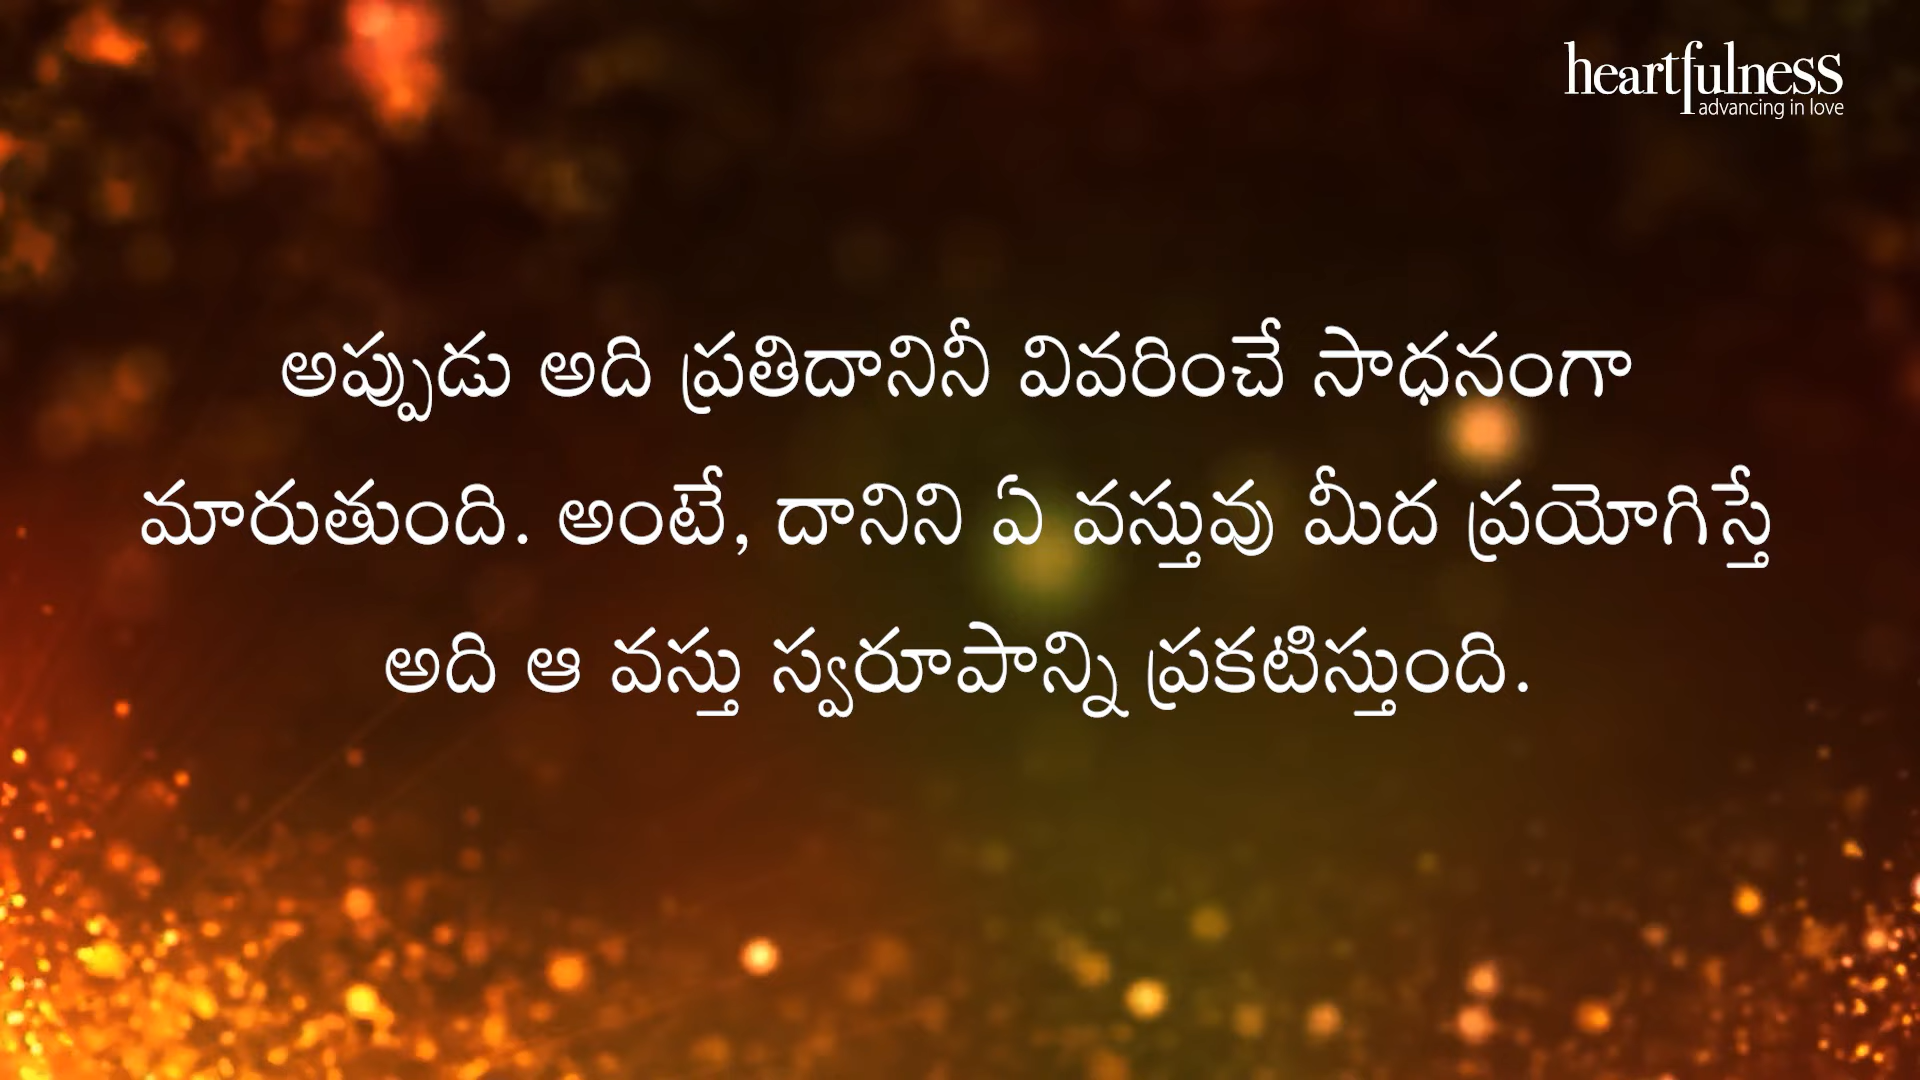 heartfulness
advancing in love
అప్పుడు అది ప్రతిదానినీ వివరించే సాధనంగా
మారుతుంది. అంటే, దానిని ఏ వస్తువు మీద ప్రయోగిస్తే
అది ఆ వస్తు స్వరూపాన్ని ప్రకటిస్తుంది.